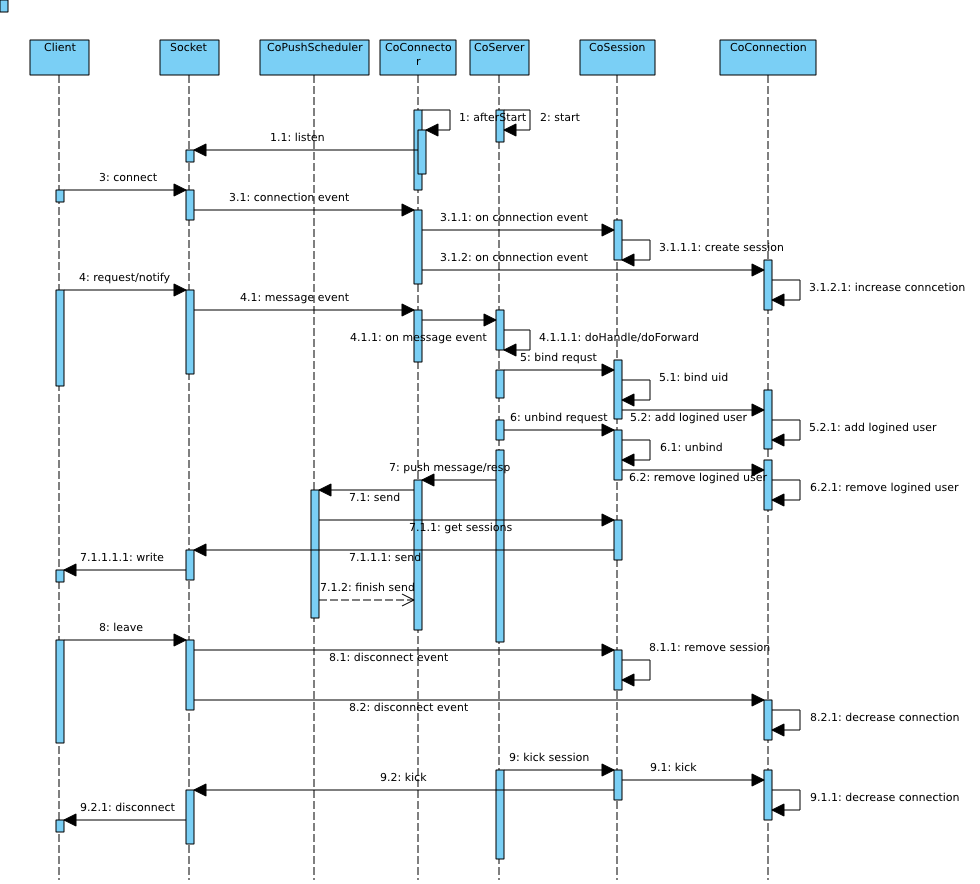 Client
Socket
CoPushScheduler
CoConnecto
r
CoServer
CoSession
CoConnection
1: afterStart
2: start
1.1: listen
3: connect
3.1: connection event
3.1.1: on connection event
3.1.1.1: create session
3.1.2: on connection event
4: request/notify
3.1.2.1: increase conncetion
4.1: message event
4.1.1: on message event
4.1.1.1: doHandle/doForward
5: bind requst
5.1: bind uid
6: unbind request
5.2: add logined user
5.2.1: add logined user
6.1: unbind
7: push message/resp
6.2: remove logined user
6.2.1: remove logined user
7.1: send
7.1.1: get sessions
7.1.1.1.1: write
7.1.1.1: send
7.1.2: finish send
8: leave
8.1.1: remove session
8.1: disconnect event
8.2: disconnect event
8.2.1: decrease connection
9: kick session
9.1: kick
9.2: kick
9.1.1: decrease connection
9.2.1: disconnect